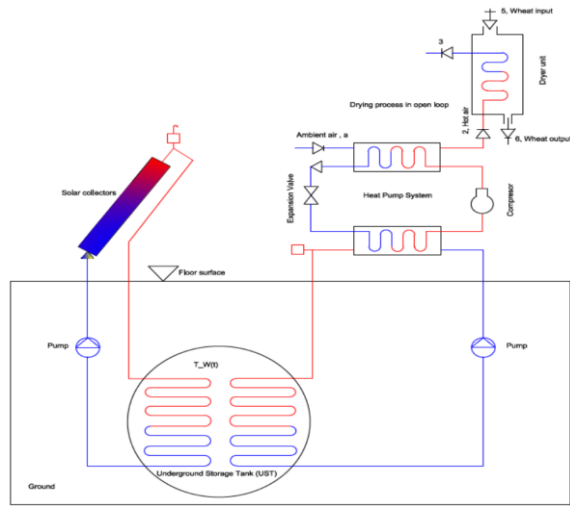 5, Wheat input
3
Dryer unit
Drying process in open loop
2, Hot air
6, Wheat output
Ambient air , a
Solar collectors
Expansion Valve
Heat Pump System
Compresor
Floor surface
Pump
Pump
T_W(t)
Underground Storage Tank (UST)
Ground